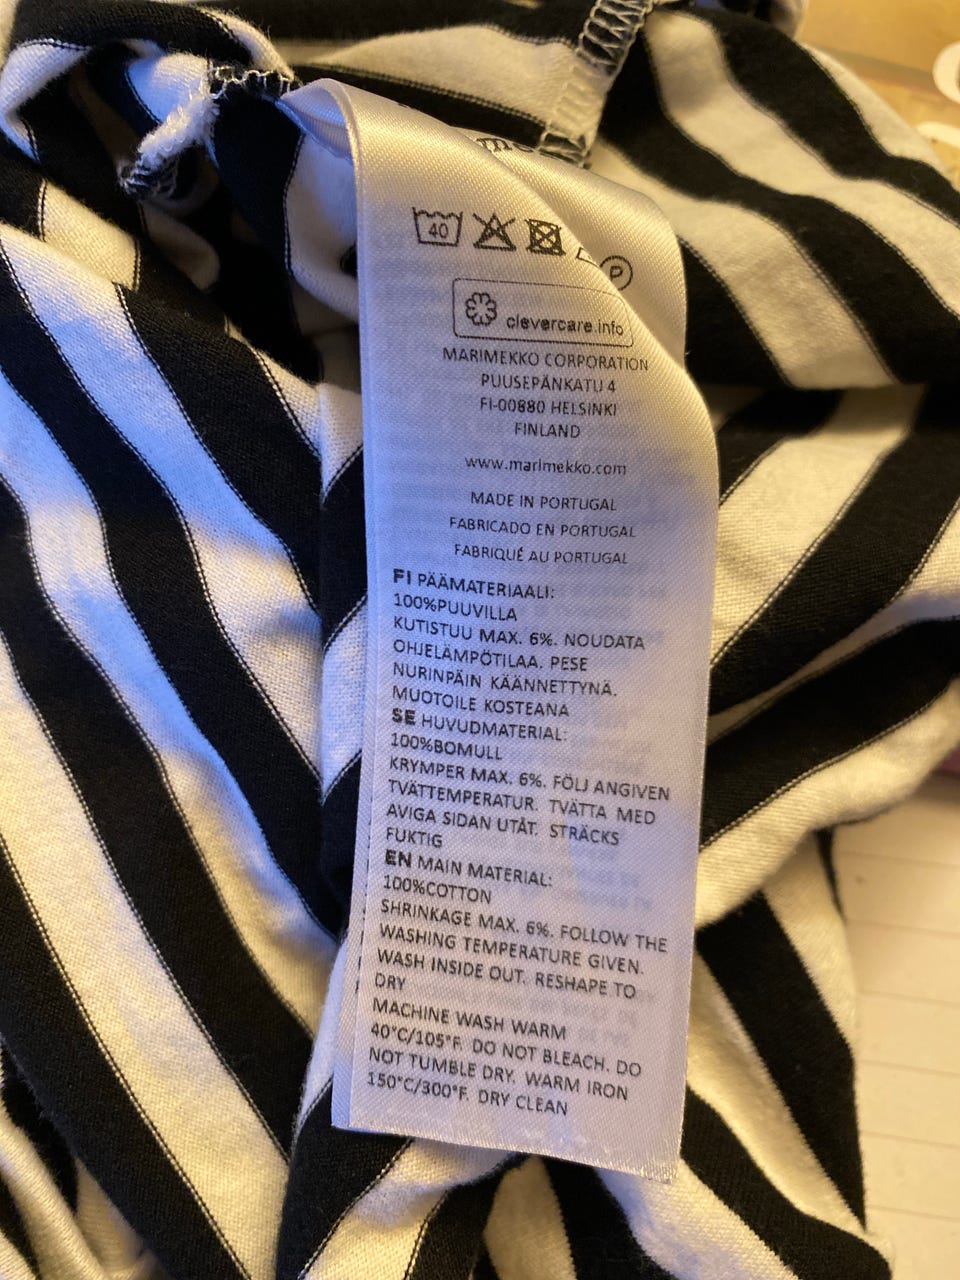 40
P
clevercare.info
MARIMEKKO CORPORATION
PUUSEPÄNKATU 4
FI-00880 HELSINKI
FINLAND
www.marimekko.com
MADE IN PORTUGAL
FABRICADO EN PORTUGAL
FABRIQUÉ AU PORTUGAL
FI PÄÄMATERIAALI:
100%PUUVILLA
KUTISTUU MAX. 6%. NOUDATA
OHJELÄMPÖTILAA. PESE
NURINPÄIN KÄÄNNETTYNÄ.
MUOTOILE KOSTEANA
SE HUVUDMATERIAL:
100%BOMULL
KRYMPER MAX. 6%. FÖLJ ANGIVEN
TVÄTTEMPERATUR. TVÄTTA MED
AVIGA SIDAN UTÅT. STRÄCKS
FUKTIG
EN MAIN MATERIAL:
100%COTTON
SHRINKAGE MAX. 6%. FOLLOW THE
WASHING TEMPERATURE GIVEN.
WASH INSIDE OUT. RESHAPE TO
DRY
MACHINE WASH WARM
40°C/105°F. DO NOT BLEACH. DO
NOT TUMBLE DRY. WARM IRON
150°C/300°F. DRY CLEAN